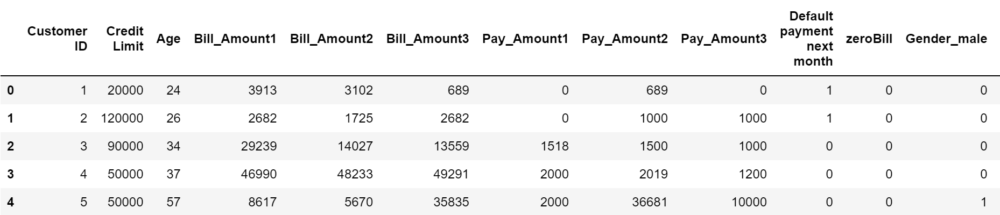 Customer ID Credit Limit Age Bill_Amount1 Bill_Amount2 Bill_Amount3 Pay_Amount1 Pay_Amount2 Pay_Amount3 Default payment next month zeroBill Gender_male
0 1 20000 24 3913 3102 689 0 689 0 1 0 0
1 2 120000 26 2682 1725 2682 0 1000 1000 1 0 0
2 3 90000 34 29239 14027 13559 1518 1500 1000 0 0 0
3 4 50000 37 46990 48233 49291 2000 2019 1200 0 0 0
4 5 50000 57 8617 5670 35835 2000 36681 10000 0 0 1